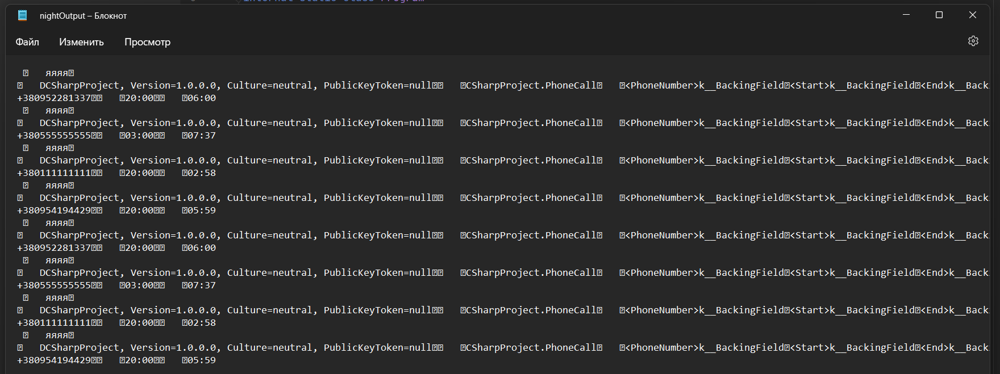 internal static class Program
nightOutput – Блокнот
Файл Изменить Просмотр
яяяя
DCSharpProject, Version=1.0.0.0, Culture=neutral, PublicKeyToken=null CSharpProject.PhoneCall <PhoneNumber>k__BackingField <Start>k__BackingField <End>k__Back
+380952281337 20:00 06:00
яяяя
DCSharpProject, Version=1.0.0.0, Culture=neutral, PublicKeyToken=null CSharpProject.PhoneCall <PhoneNumber>k__BackingField <Start>k__BackingField <End>k__Back
+380555555555 03:00 07:37
яяяя
DCSharpProject, Version=1.0.0.0, Culture=neutral, PublicKeyToken=null CSharpProject.PhoneCall <PhoneNumber>k__BackingField <Start>k__BackingField <End>k__Back
+380111111111 20:00 02:58
яяяя
DCSharpProject, Version=1.0.0.0, Culture=neutral, PublicKeyToken=null CSharpProject.PhoneCall <PhoneNumber>k__BackingField <Start>k__BackingField <End>k__Back
+380954194429 20:00 05:59
яяяя
DCSharpProject, Version=1.0.0.0, Culture=neutral, PublicKeyToken=null CSharpProject.PhoneCall <PhoneNumber>k__BackingField <Start>k__BackingField <End>k__Back
+380952281337 20:00 06:00
яяяя
DCSharpProject, Version=1.0.0.0, Culture=neutral, PublicKeyToken=null CSharpProject.PhoneCall <PhoneNumber>k__BackingField <Start>k__BackingField <End>k__Back
+380555555555 03:00 07:37
яяяя
DCSharpProject, Version=1.0.0.0, Culture=neutral, PublicKeyToken=null CSharpProject.PhoneCall <PhoneNumber>k__BackingField <Start>k__BackingField <End>k__Back
+380111111111 20:00 02:58
яяяя
DCSharpProject, Version=1.0.0.0, Culture=neutral, PublicKeyToken=null CSharpProject.PhoneCall <PhoneNumber>k__BackingField <Start>k__BackingField <End>k__Back
+380954194429 20:00 05:59